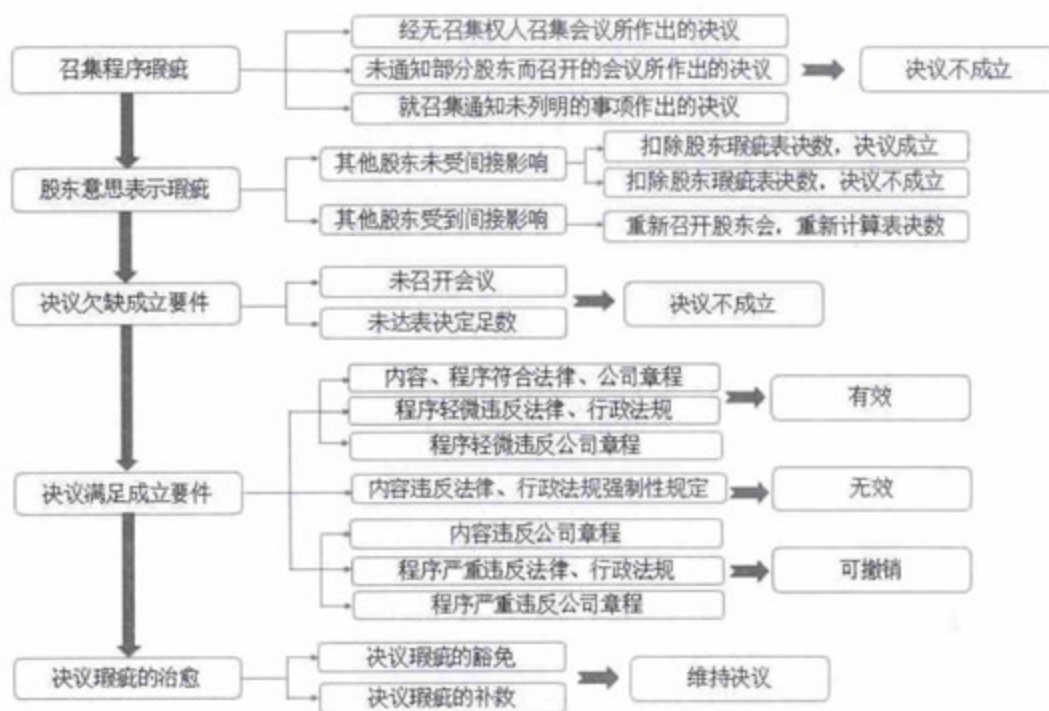 召集程序瑕疵
经无召集权人召集会议所作出的决议
未通知部分股东而召开的会议所作出的决议
就召集通知未列明的事项作出的决议
决议不成立
股东意思表示瑕疵
其他股东未受间接影响
扣除股东瑕疵表决数，决议成立
扣除股东瑕疵表决数，决议不成立
其他股东受到间接影响
重新召开股东会，重新计算表决数
决议欠缺成立要件
未召开会议
未达表决定足数
决议不成立
决议满足成立要件
内容、程序符合法律、公司章程
程序轻微违反法律、行政法规
程序轻微违反公司章程
有效
内容违反法律、行政法规强制性规定
无效
内容违反公司章程
程序严重违反法律、行政法规
程序严重违反公司章程
可撤销
决议瑕疵的治愈
决议瑕疵的豁免
决议瑕疵的补救
维持决议